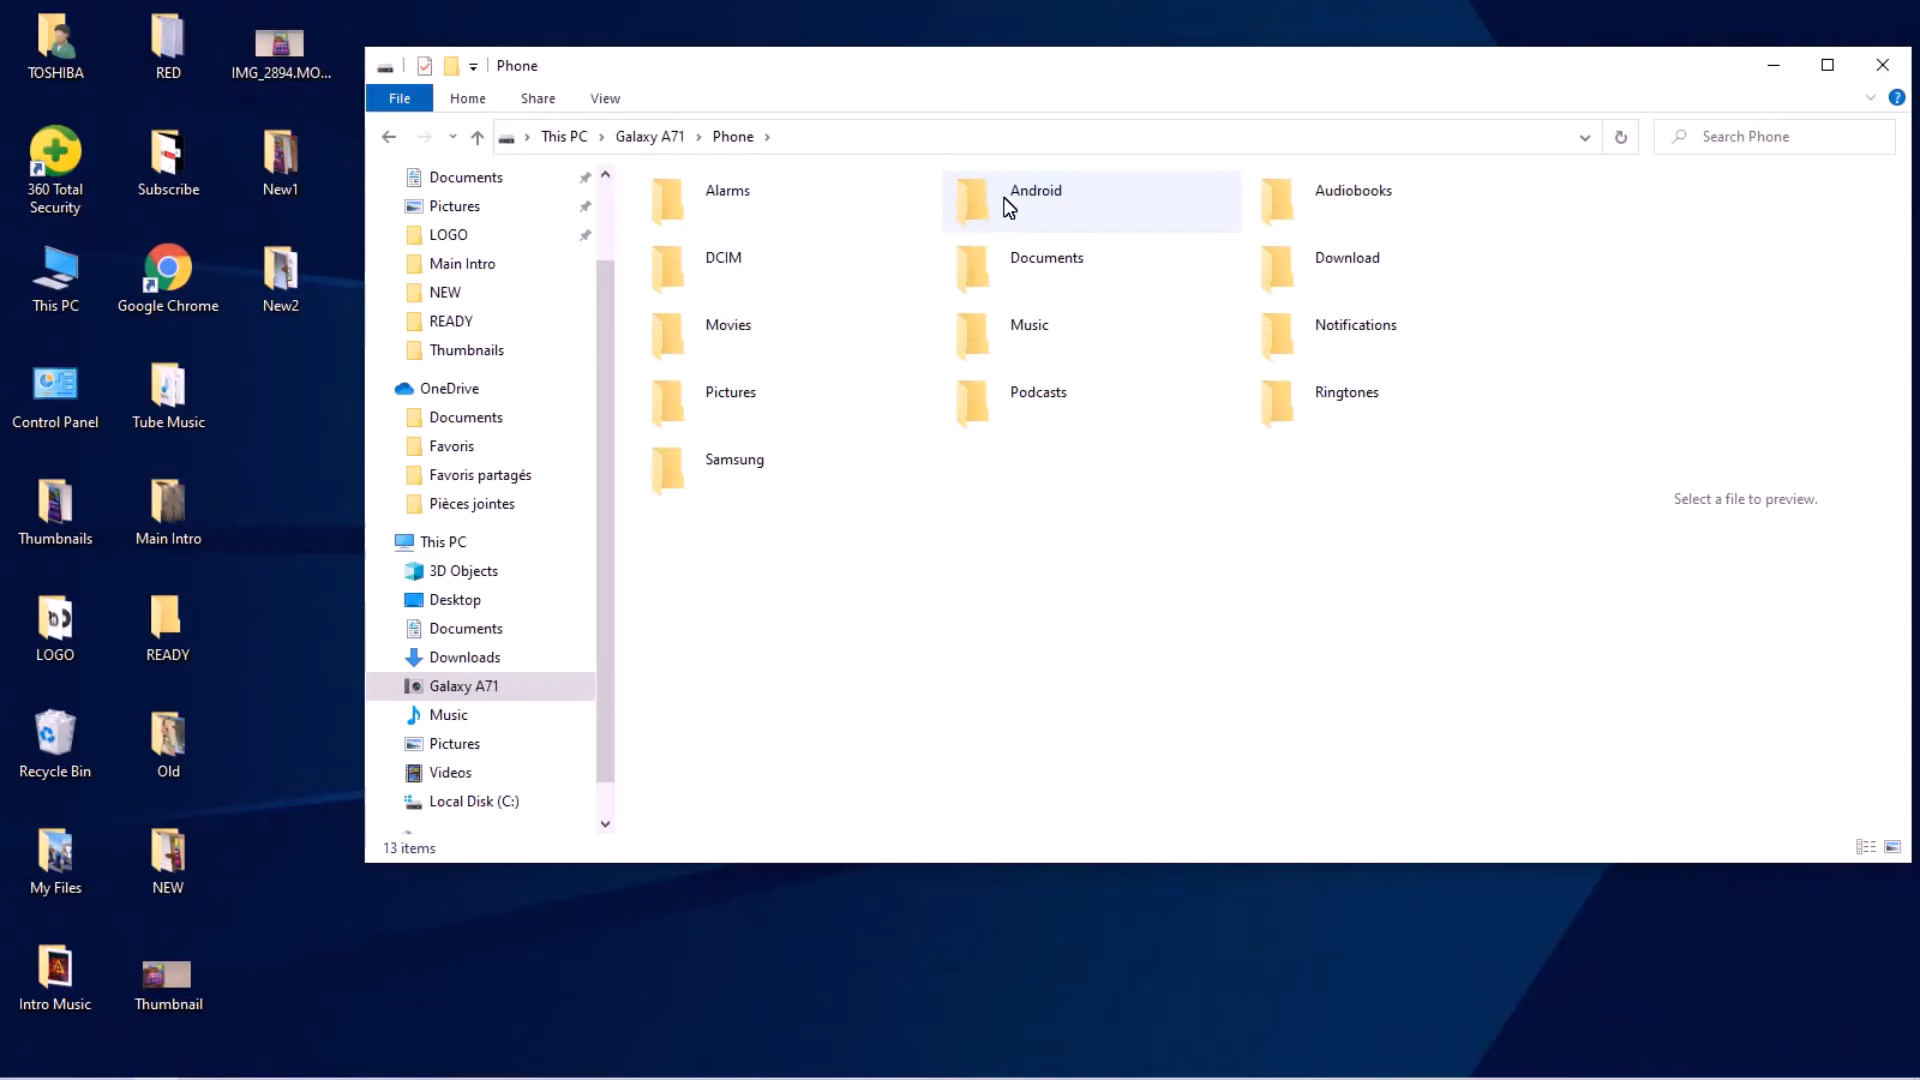 TOSHIBA
RED
IMG_2894.MO...
360 Total
Security
Subscribe
New1
This PC
Google Chrome
New2
Control Panel
Tube Music
Thumbnails
Main Intro
LOGO
READY
Recycle Bin
Old
My Files
NEW
Intro Music
Thumbnail
Phone
File
Home
Share
View
This PC
Galaxy A71
Phone
Search Phone
Documents
Pictures
LOGO
Main Intro
NEW
READY
Thumbnails
OneDrive
Documents
Favoris
Favoris partagés
Pièces jointes
This PC
3D Objects
Desktop
Documents
Downloads
Galaxy A71
Music
Pictures
Videos
Local Disk (C:)
Alarms
Android
Audiobooks
DCIM
Documents
Download
Movies
Music
Notifications
Pictures
Podcasts
Ringtones
Samsung
Select a file to preview.
13 items